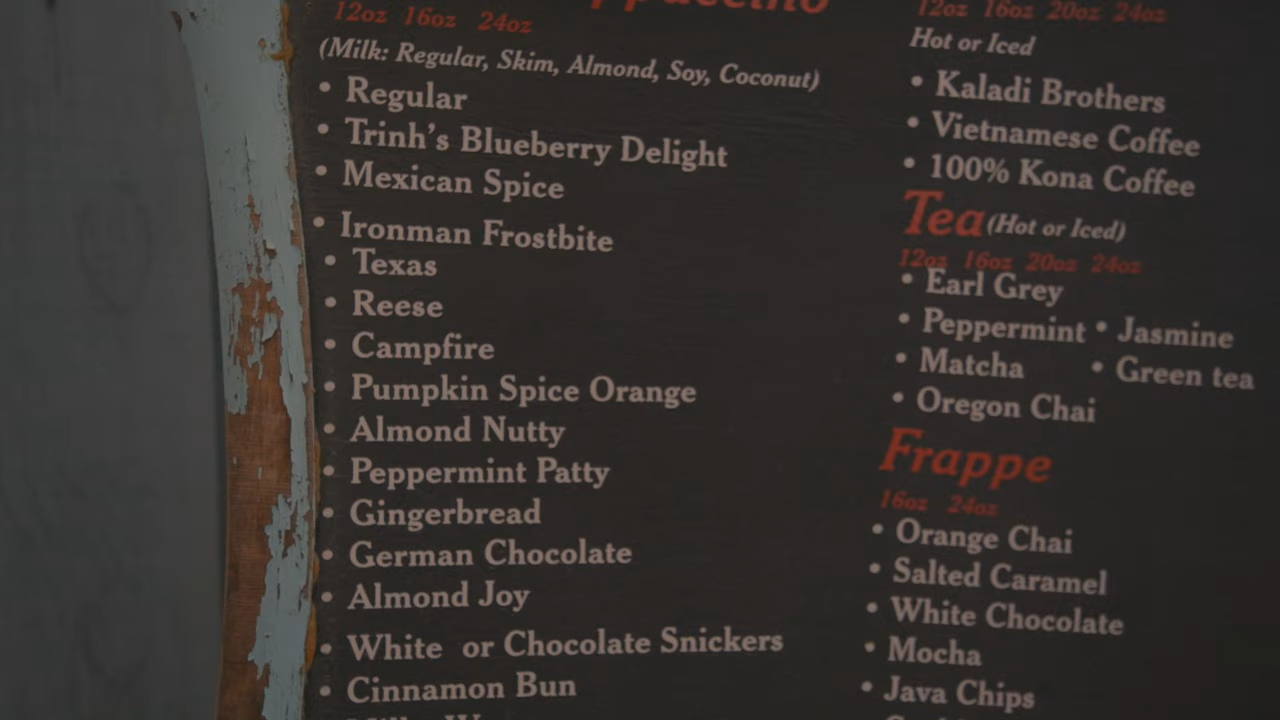 12oz 16oz 24oz
(Milk: Regular, Skim, Almond, Soy, Coconut)
• Regular
• Trinh's Blueberry Delight
• Mexican Spice
• Ironman Frostbite
• Texas
• Reese
• Campfire
• Pumpkin Spice Orange
• Almond Nutty
• Peppermint Patty
• Gingerbread
• German Chocolate
• Almond Joy
• White or Chocolate Snickers
• Cinnamon Bun
12oz 16oz 20oz 24oz
Hot or Iced
• Kaladi Brothers
• Vietnamese Coffee
• 100% Kona Coffee
Tea (Hot or Iced)
12oz 16oz 20oz 24oz
• Earl Grey
• Peppermint • Jasmine
• Matcha • Green tea
• Oregon Chai
Frappe
16oz 24oz
• Orange Chai
• Salted Caramel
• White Chocolate
• Mocha
• Java Chips